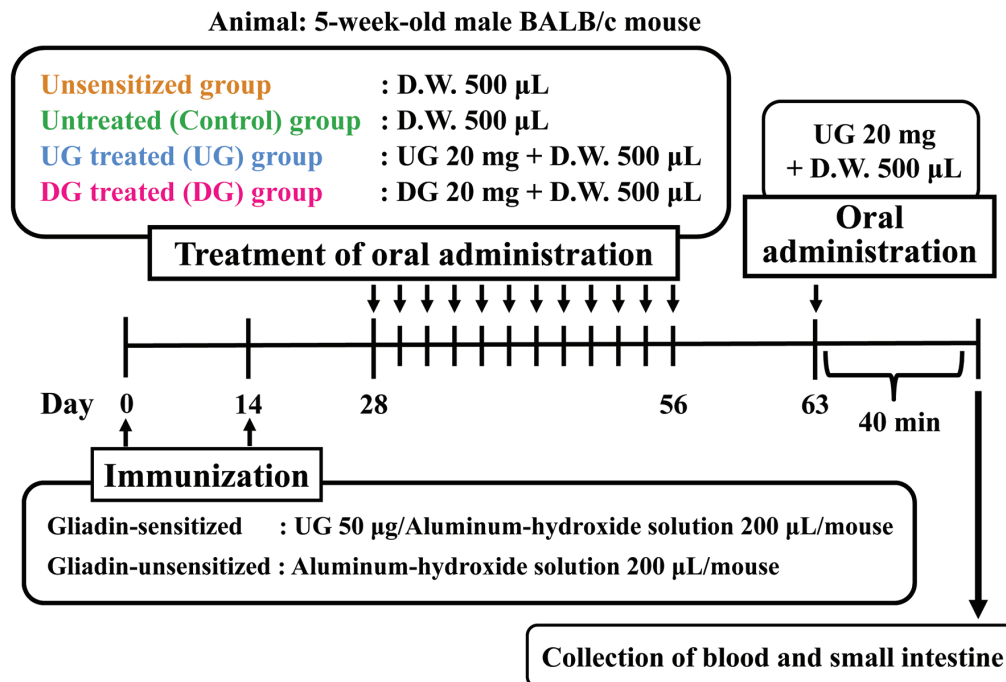 Animal: 5-week-old male BALB/c mouse
Unsensitized group : D.W. 500 μL
Untreated (Control) group : D.W. 500 μL
UG treated (UG) group : UG 20 mg + D.W. 500 μL
DG treated (DG) group : DG 20 mg + D.W. 500 μL
Treatment of oral administration
UG 20 mg
+ D.W. 500 μL
Oral
administration
Day 0 14 28 56 63 40 min
Immunization
Gliadin-sensitized : UG 50 μg/Aluminum-hydroxide solution 200 μL/mouse
Gliadin-unsensitized : Aluminum-hydroxide solution 200 μL/mouse
Collection of blood and small intestine